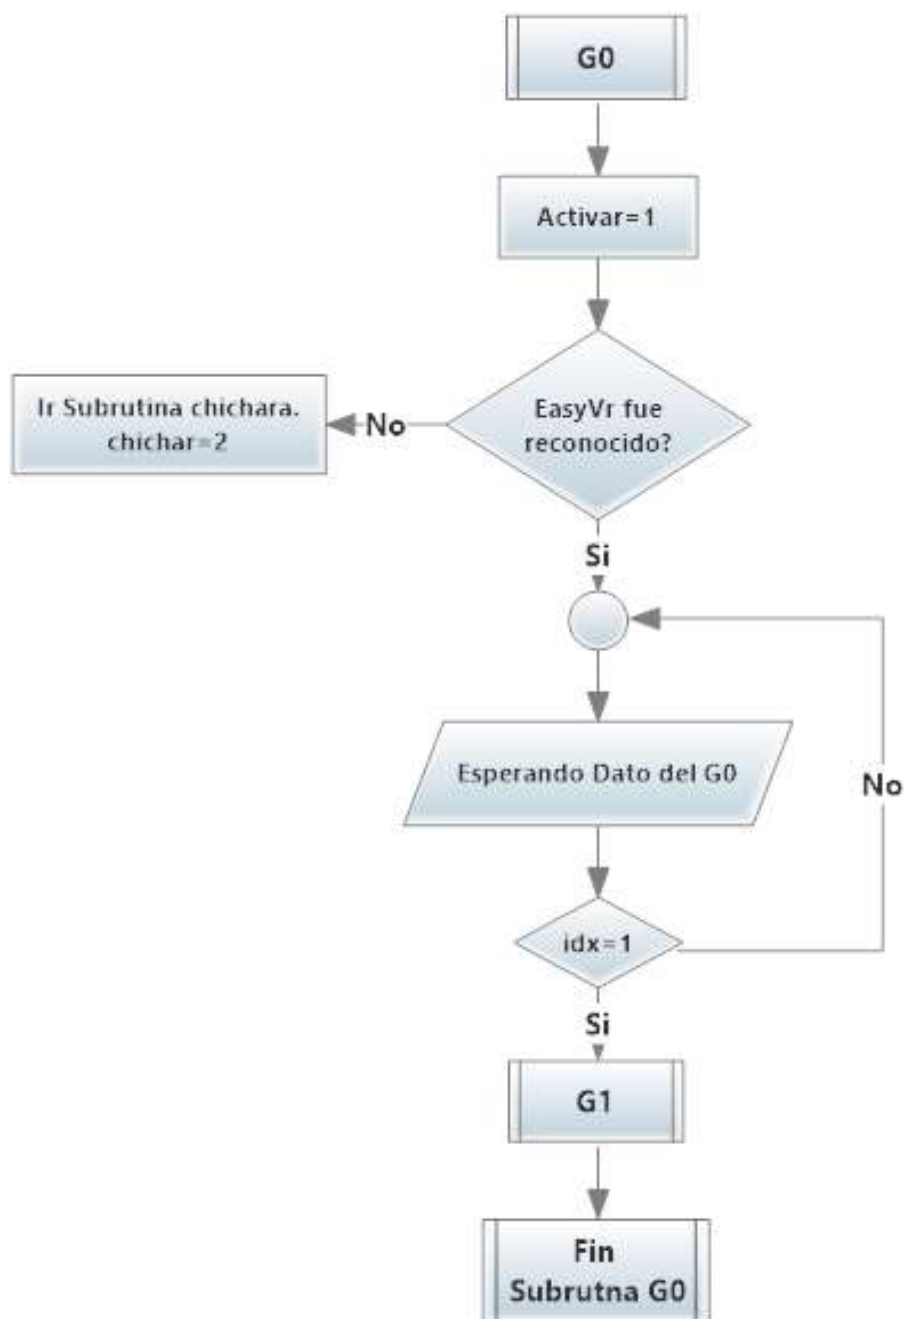 G0
Activar=1
EasyVr fue
reconocido?
No
Ir Subrutina chichara.
chichar=2
Si
Esperando Dato del G0
No
idx=1
Si
G1
Fin
Subrutna G0